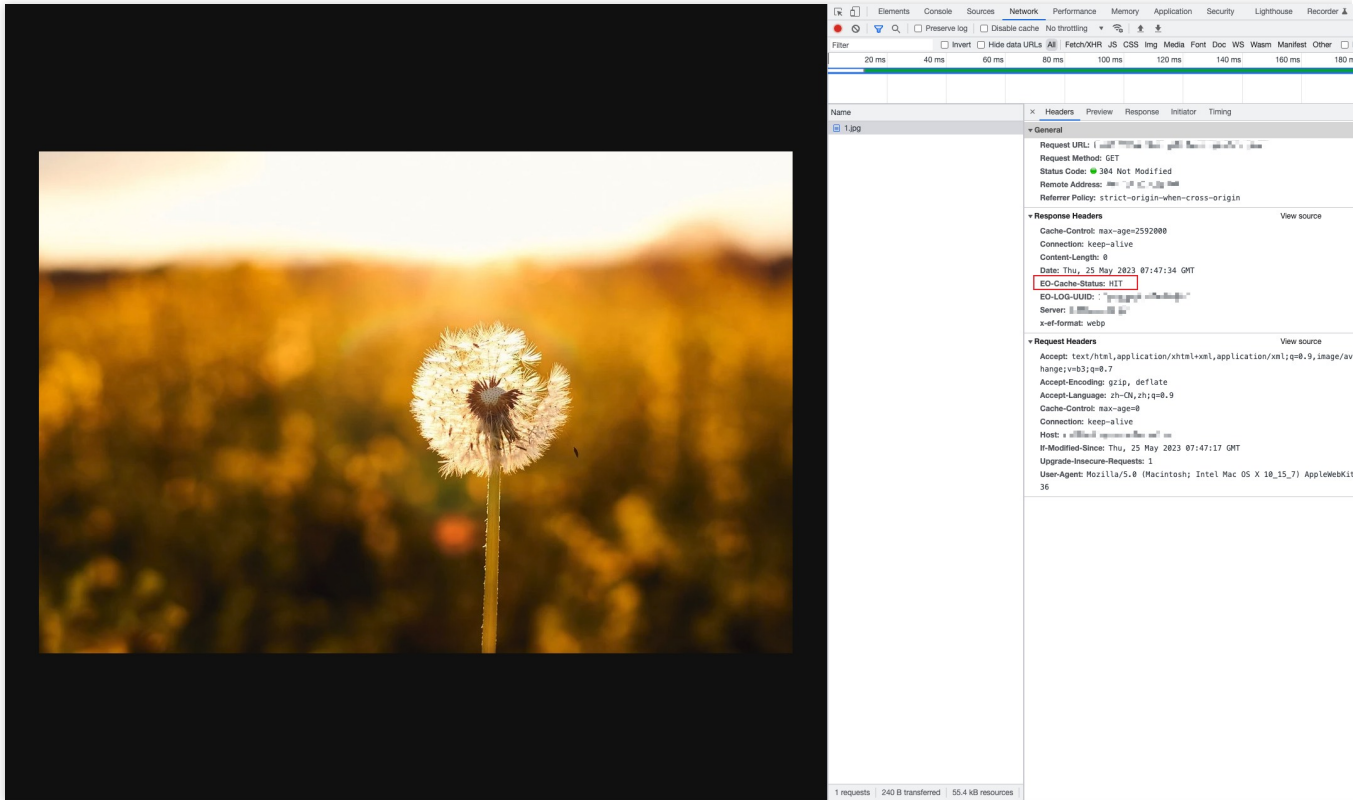 Elements Console Sources Network Performance Memory Application Security Lighthouse Recorder
Preserve log Disable cache No throttling
Filter Invert Hide data URLs All Fetch/XHR JS CSS Img Media Font Doc WS Wasm Manifest Other
20 ms 40 ms 60 ms 80 ms 100 ms 120 ms 140 ms 160 ms 180 m
Name
× Headers Preview Response Initiator Timing
1.jpg
General
Request URL:
Request Method: GET
Status Code: 304 Not Modified
Remote Address:
Referrer Policy: strict-origin-when-cross-origin
Response Headers View source
Cache-Control: max-age=2592000
Connection: keep-alive
Content-Length: 0
Date: Thu, 25 May 2023 07:47:34 GMT
EO-Cache-Status: HIT
EO-LOG-UUID:
Server:
x-ef-format: webp
Request Headers View source
Accept: text/html,application/xhtml+xml,application/xml;q=0.9,image/av
hange;v=b3;q=0.7
Accept-Encoding: gzip, deflate
Accept-Language: zh-CN,zh;q=0.9
Cache-Control: max-age=0
Connection: keep-alive
Host:
If-Modified-Since: Thu, 25 May 2023 07:47:17 GMT
Upgrade-Insecure-Requests: 1
User-Agent: Mozilla/5.0 (Macintosh; Intel Mac OS X 10_15_7) AppleWebKit
36
1 requests 240 B transferred 55.4 kB resources